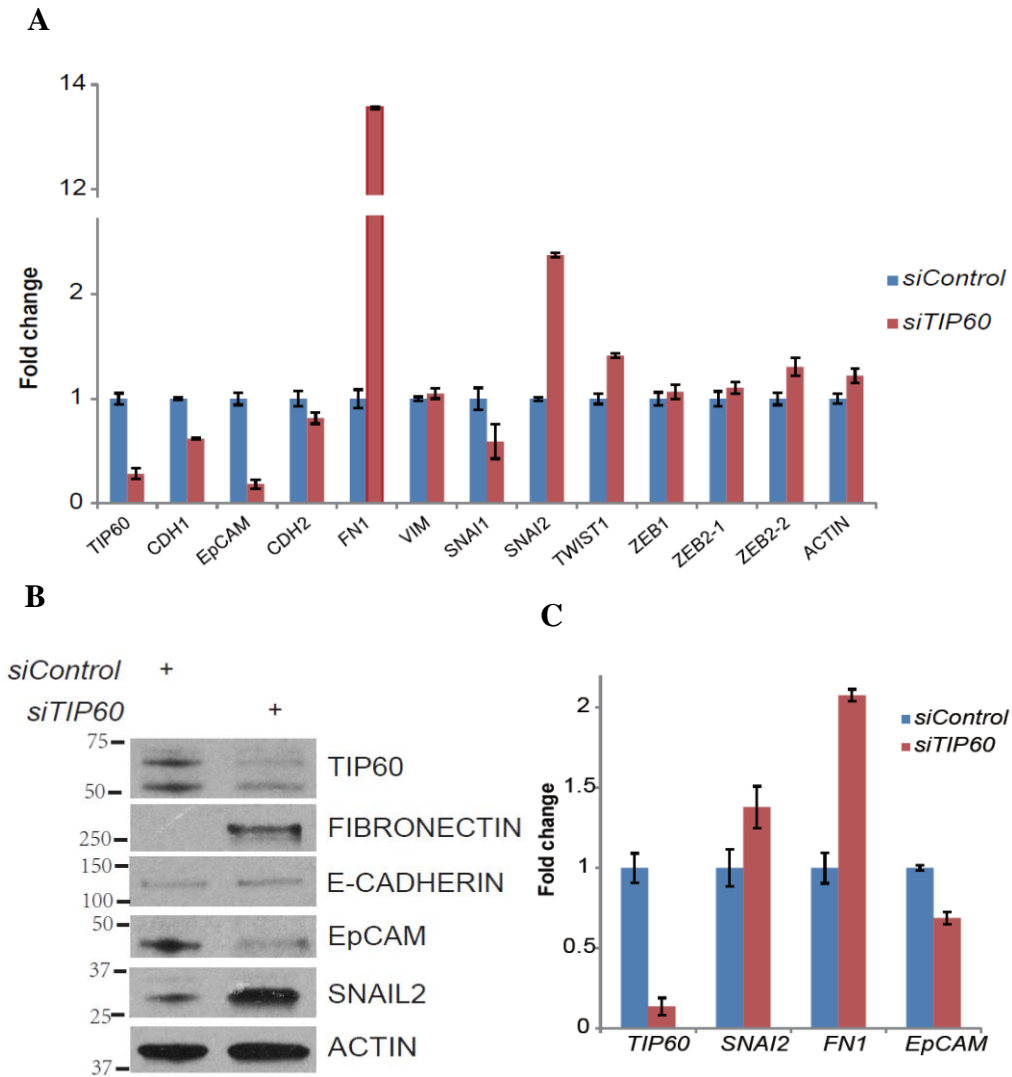 A
14
12
2
1
0
Fold change
siControl
siTIP60
TIP60 CDH1 EpCAM CDH2 FN1 VIM SNAI1 SNAI2 TWIST1 ZEB1 ZEB2-1 ZEB2-2 ACTIN
B
siControl +
siTIP60 +
75
50
TIP60
250
FIBRONECTIN
150
100
E-CADHERIN
50
EpCAM
37
25
SNAIL2
37
ACTIN
C
2
1.5
1
0.5
0
Fold change
siControl
siTIP60
TIP60 SNAI2 FN1 EpCAM